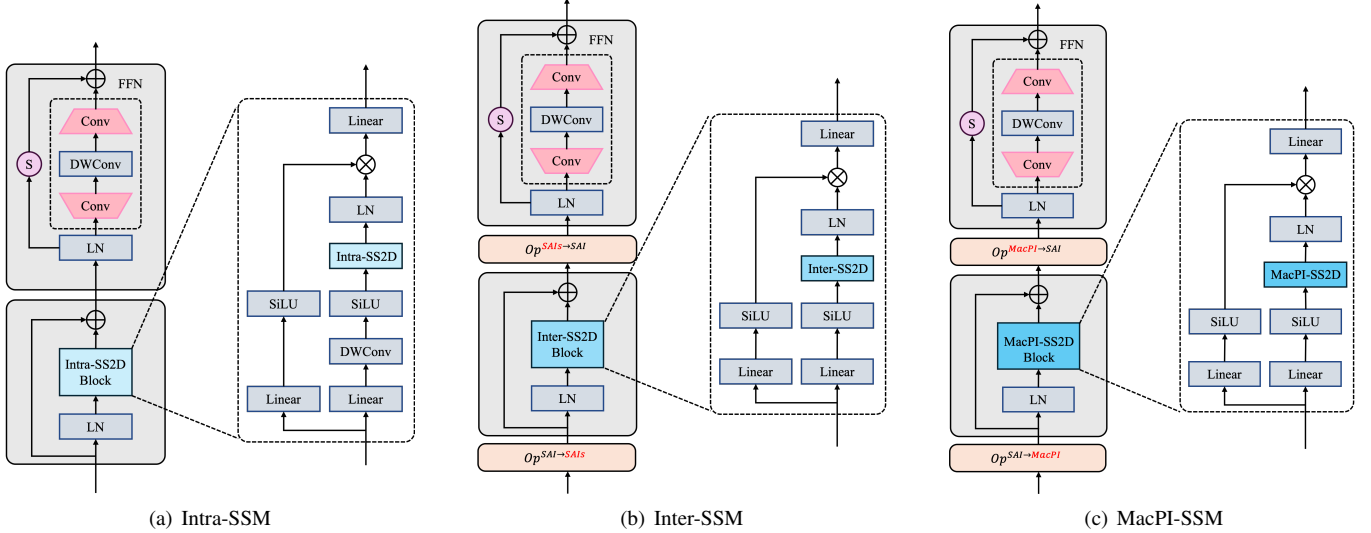 FFN
Conv
S
DWConv
Conv
LN
Intra-SS2D
Block
LN
Linear
LN
Intra-SS2D
SiLU
SiLU
DWConv
Linear
Linear
(a) Intra-SSM
FFN
Conv
S
DWConv
Conv
LN
Op^SAIs→SAI
Inter-SS2D
Block
LN
Op^SAI→SAIs
Linear
LN
Inter-SS2D
SiLU
SiLU
Linear
Linear
(b) Inter-SSM
FFN
Conv
S
DWConv
Conv
LN
Op^MacPI→SAI
MacPI-SS2D
Block
LN
Op^SAI→MacPI
Linear
LN
MacPI-SS2D
SiLU
SiLU
Linear
Linear
(c) MacPI-SSM